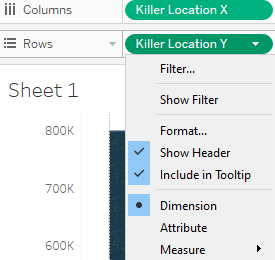 Columns
Killer Location X
Rows
Killer Location Y
Sheet 1
800K
700K
600K
Filter...
Show Filter
Format...
Show Header
Include in Tooltip
Dimension
Attribute
Measure